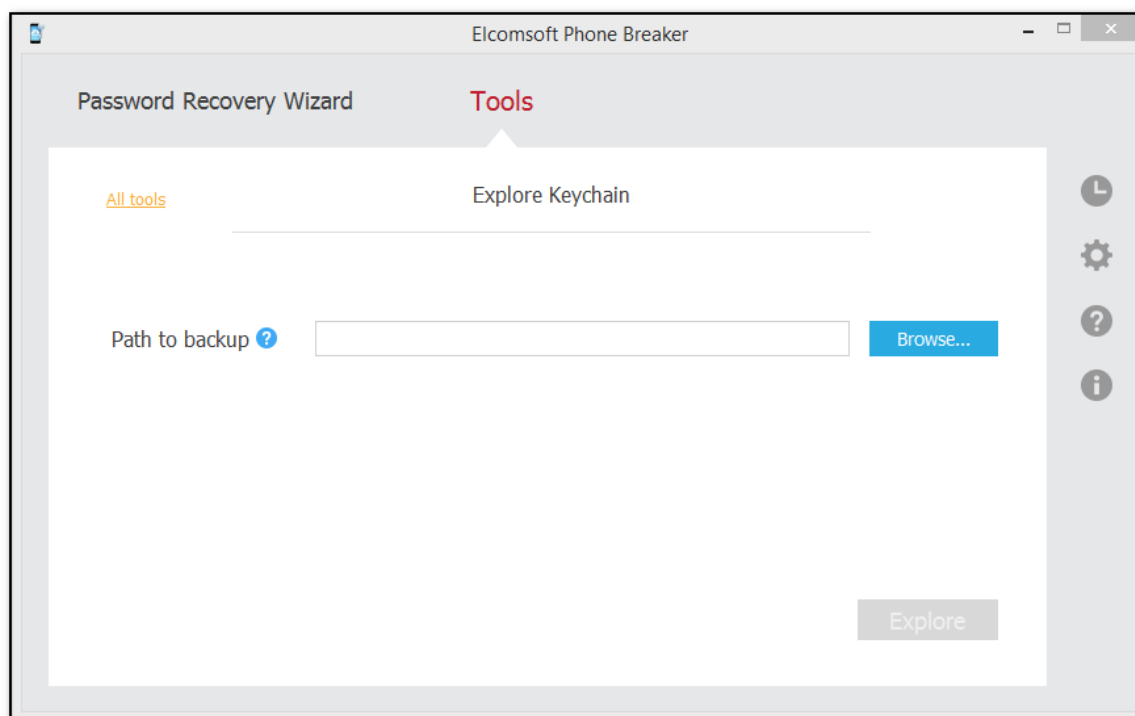 Elcomsoft Phone Breaker
Password Recovery Wizard Tools
All tools Explore Keychain
Path to backup ? Browse...
Explore